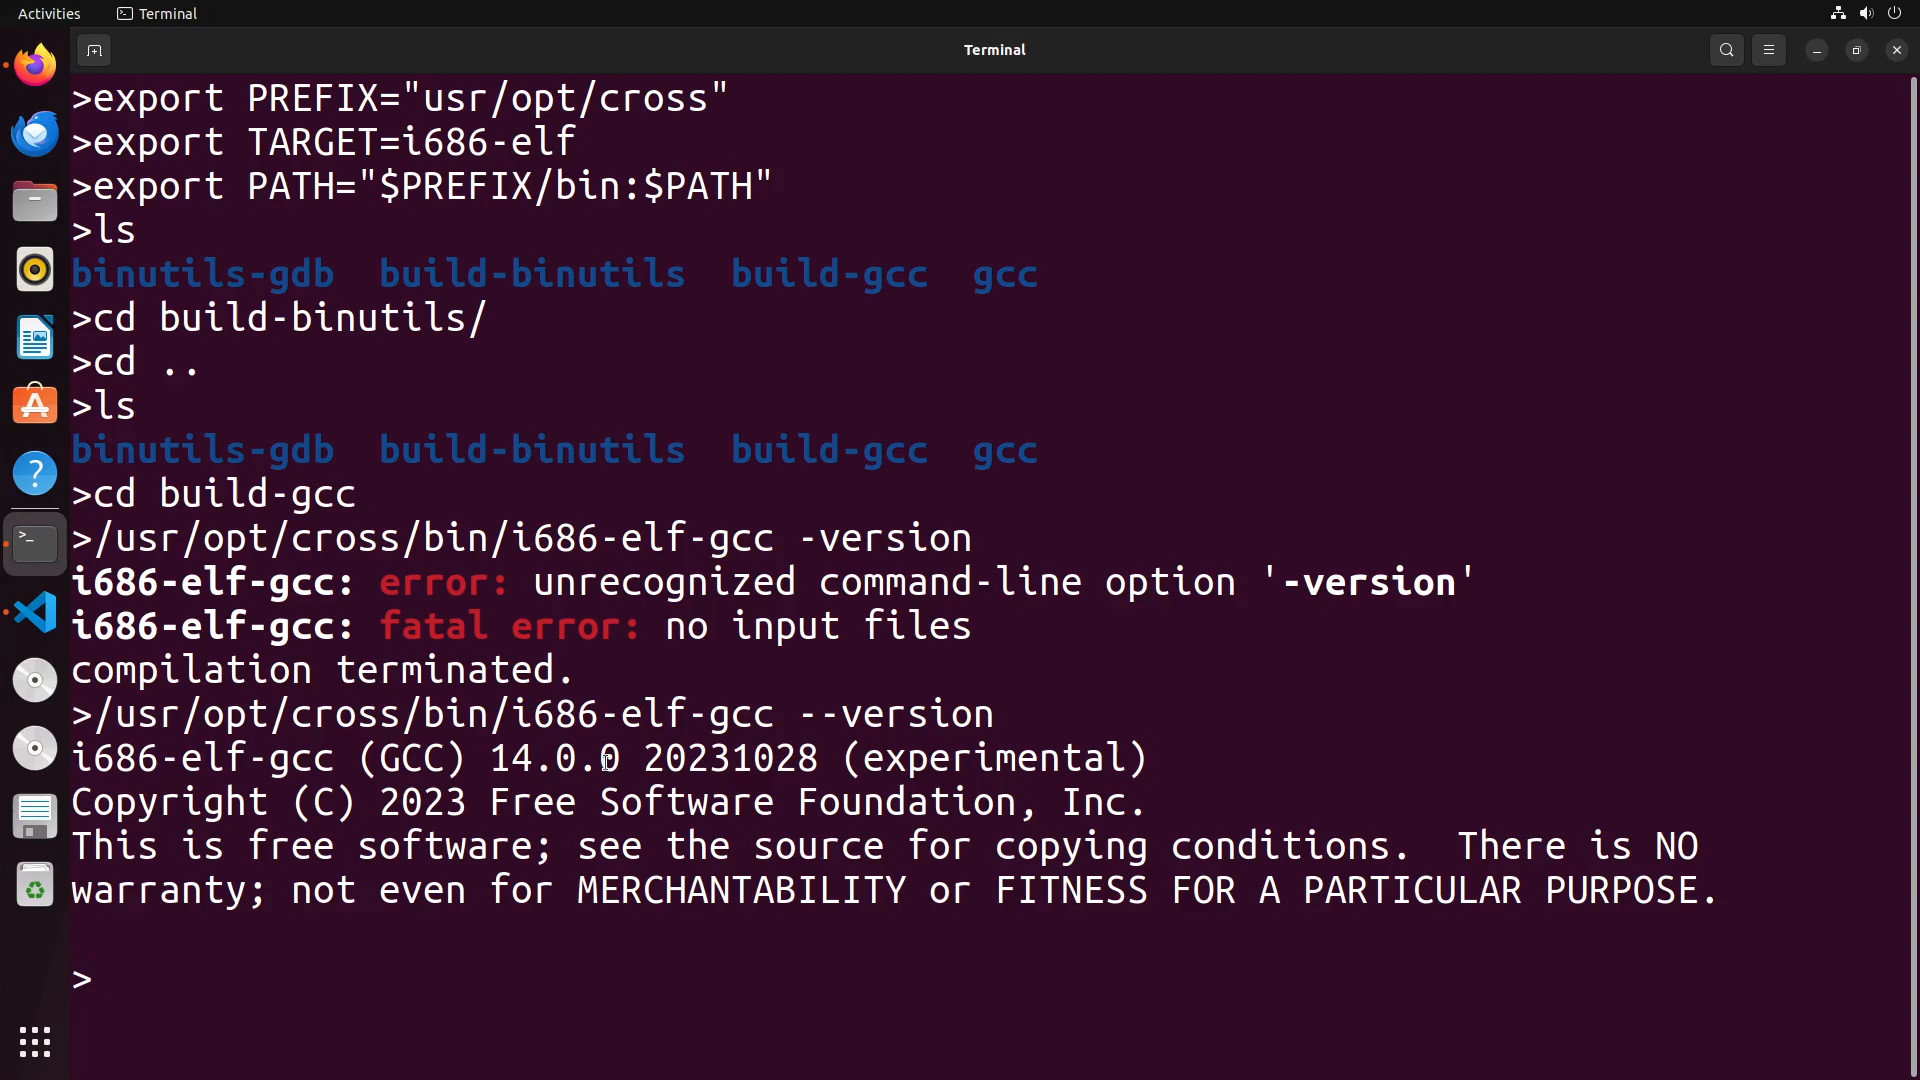 Activities Terminal
Terminal
>export PREFIX="usr/opt/cross"
>export TARGET=i686-elf
>export PATH="$PREFIX/bin:$PATH"
>ls
binutils-gdb  build-binutils  build-gcc  gcc
>cd build-binutils/
>cd ..
>ls
binutils-gdb  build-binutils  build-gcc  gcc
>cd build-gcc
>/usr/opt/cross/bin/i686-elf-gcc -version
i686-elf-gcc: error: unrecognized command-line option '-version'
i686-elf-gcc: fatal error: no input files
compilation terminated.
>/usr/opt/cross/bin/i686-elf-gcc --version
i686-elf-gcc (GCC) 14.0.0 20231028 (experimental)
Copyright (C) 2023 Free Software Foundation, Inc.
This is free software; see the source for copying conditions.  There is NO
warranty; not even for MERCHANTABILITY or FITNESS FOR A PARTICULAR PURPOSE.
>